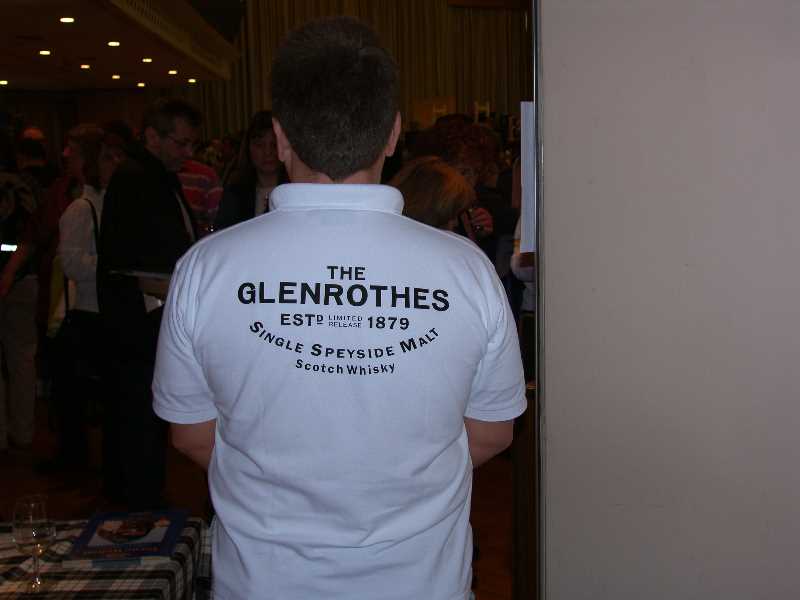 THE
GLENROTHES
ESTD LIMITED RELEASE 1879
SINGLE SPEYSIDE MALT
Scotch Whisky